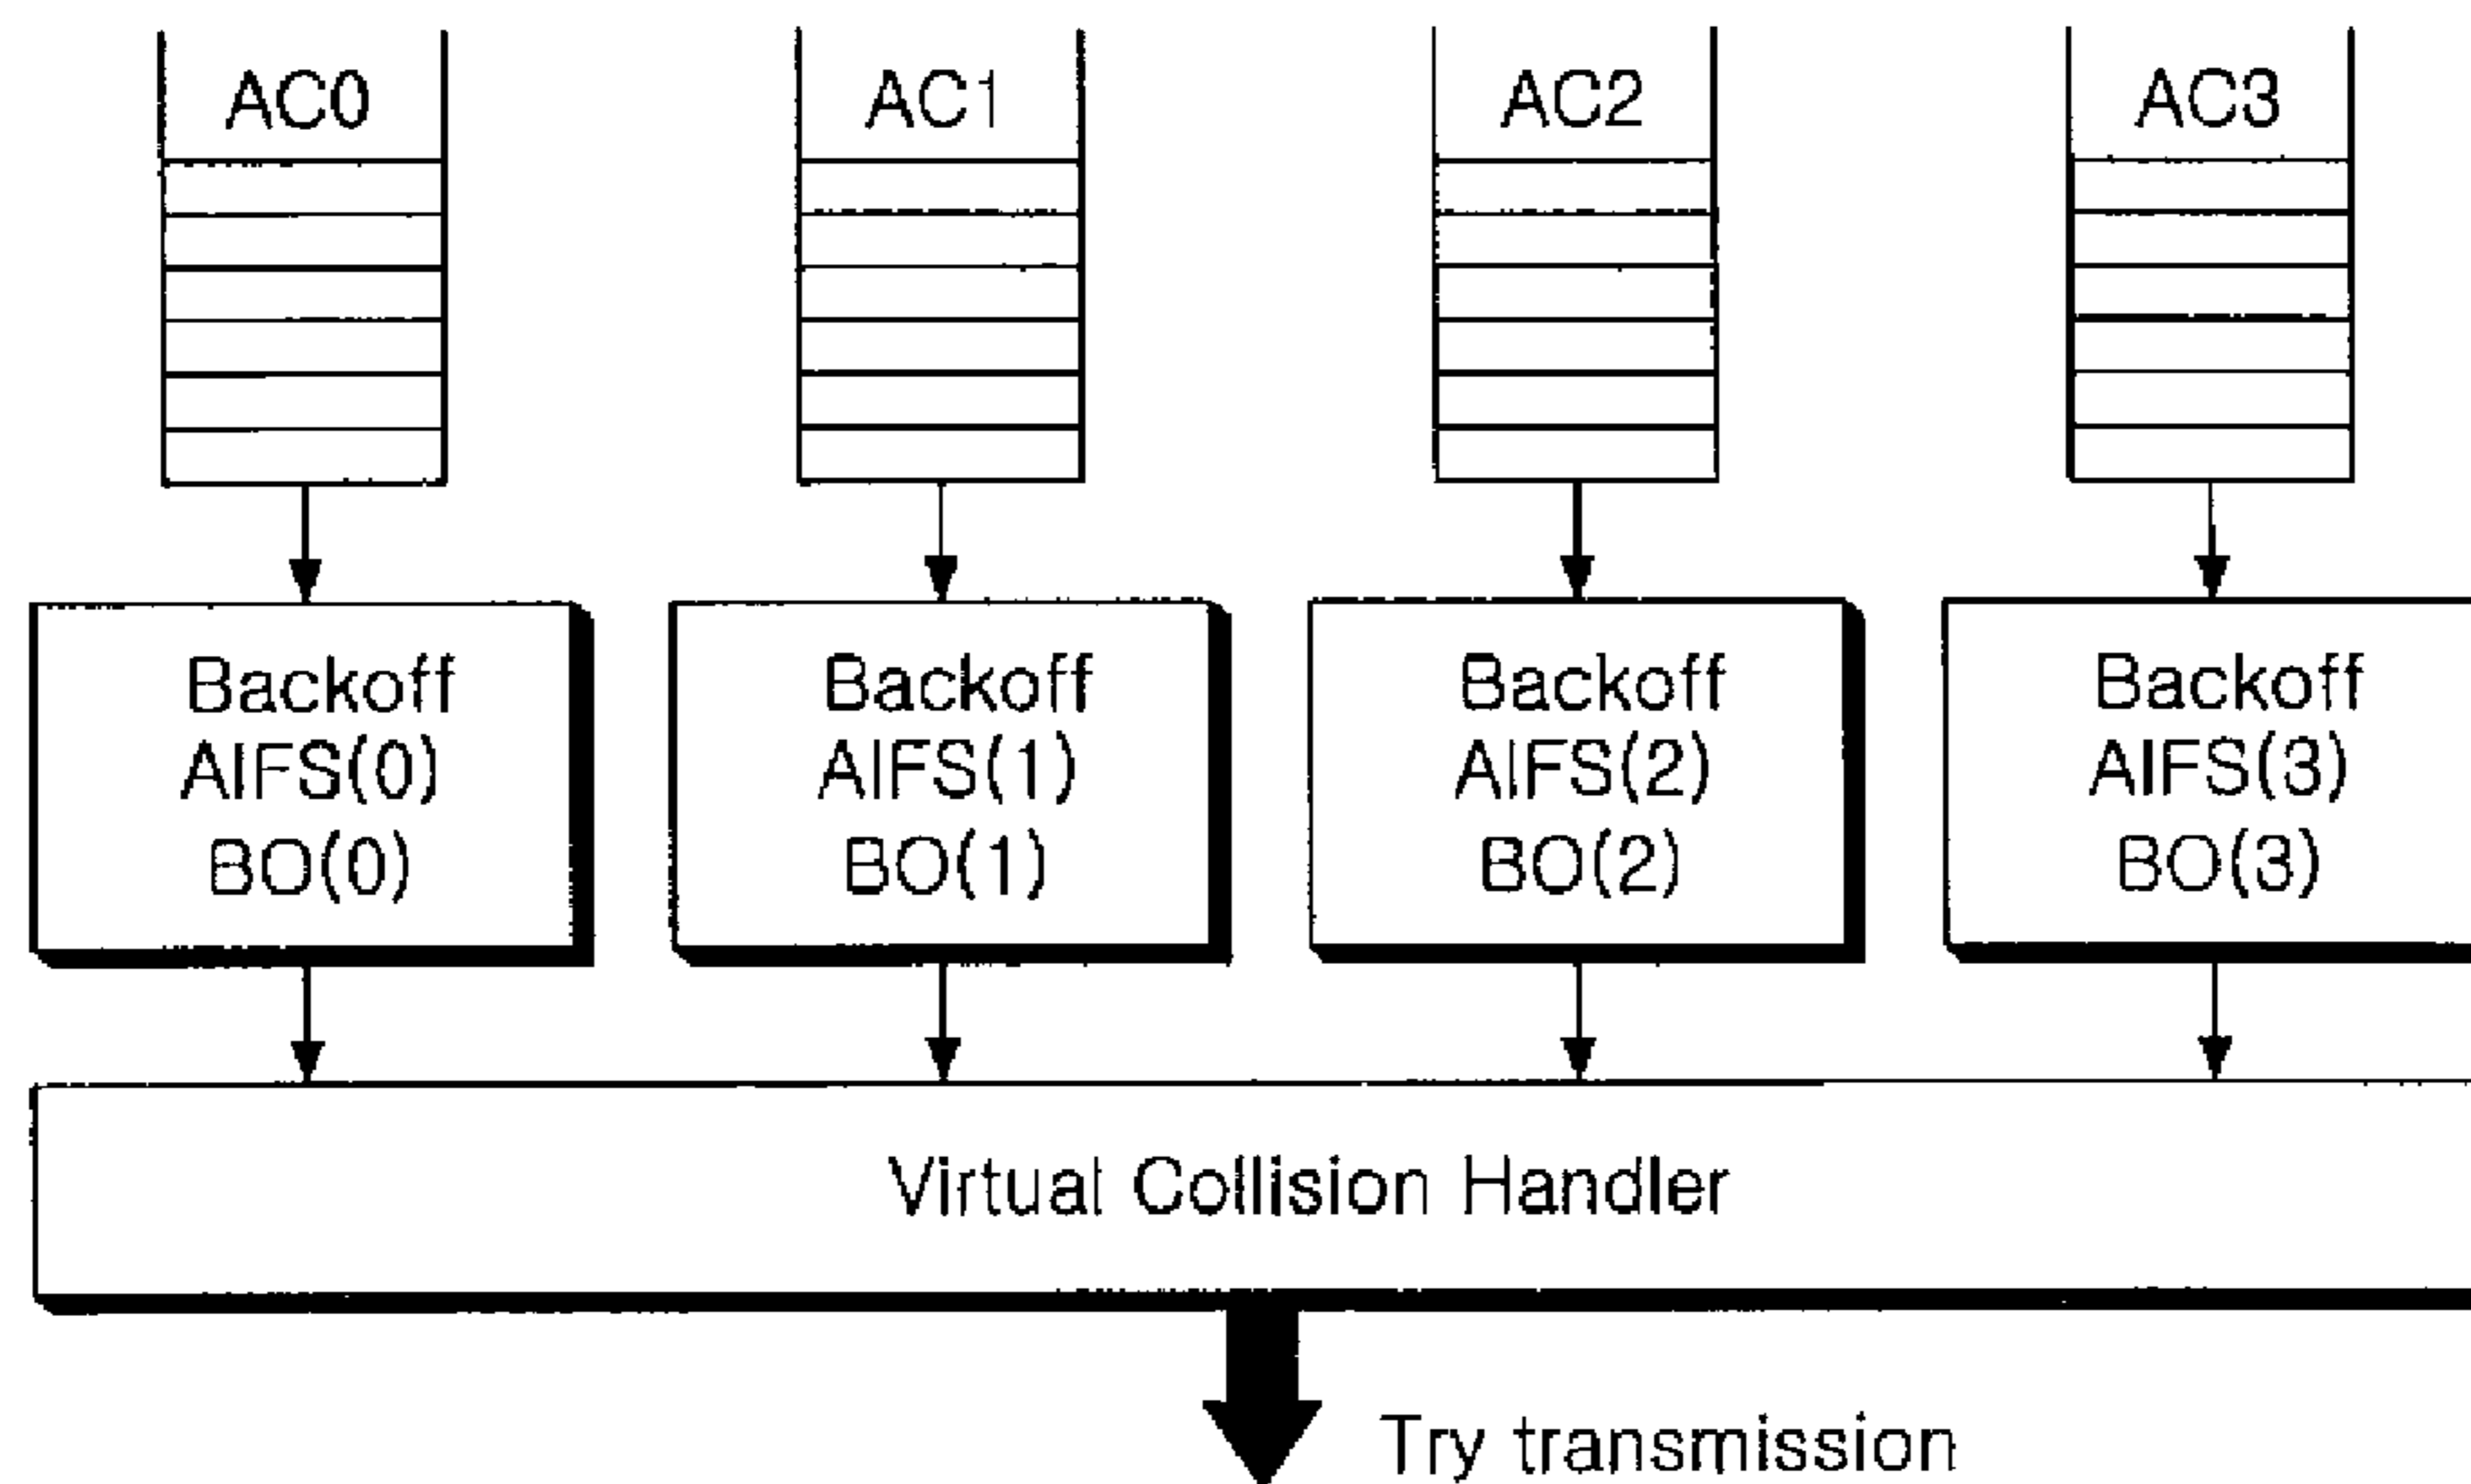 AC0
AC1
AC2
AC3
Backoff
AIFS(0)
BO(0)
Backoff
AIFS(1)
BO(1)
Backoff
AIFS(2)
BO(2)
Backoff
AIFS(3)
BO(3)
Virtual Collision Handler
Try transmission